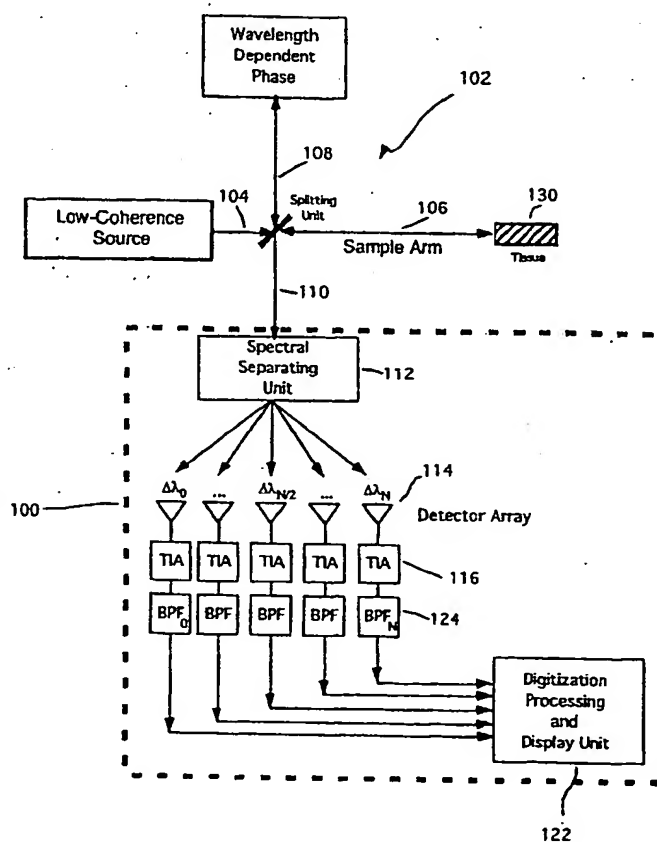 Wavelength
Dependent
Phase
102
108
104
Splitting
Unit
106
130
Low-Coherence
Source
Sample Arm
Tissue
110
Spectral
Separating
Unit
112
Δλ0 ... ΔλN/2 ... ΔλN
114
100
Detector Array
TIA TIA TIA TIA TIA
116
BPF0 BPF BPF BPF BPFN
124
Digitization
Processing
and
Display Unit
122